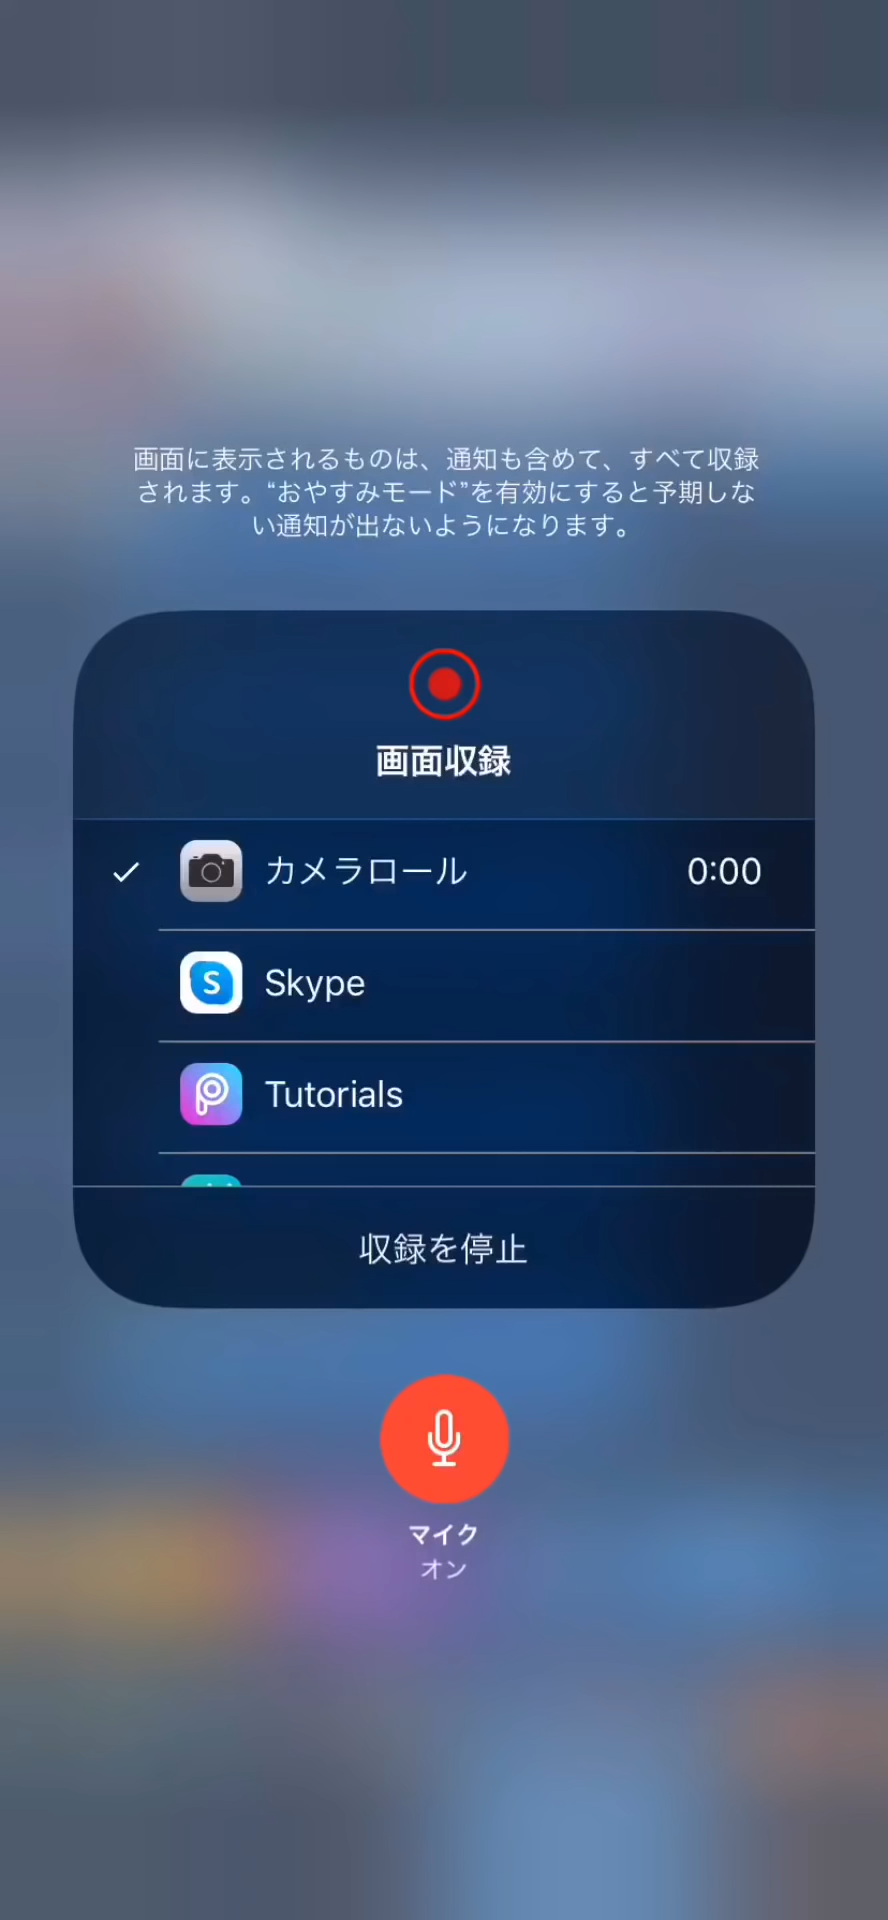 画面に表示されるものは、通知も含めて、すべて収録
されます。“おやすみモード”を有効にすると予期しな
い通知が出ないようになります。
画面収録
カメラロール 0:00
Skype
Tutorials
収録を停止
マイク
オン